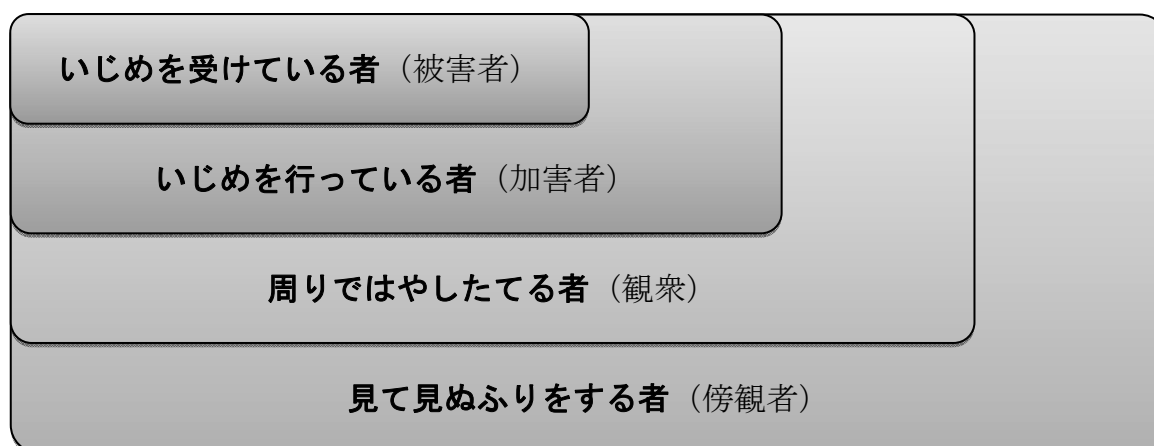 いじめを受けている者（被害者）
いじめを行っている者（加害者）
周りではやしたてる者（観衆）
見て見ぬふりをする者（傍観者）